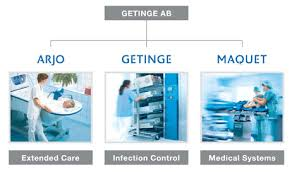 GETINGE AB
ARJO GETINGE MAQUET
Extended Care Infection Control Medical Systems